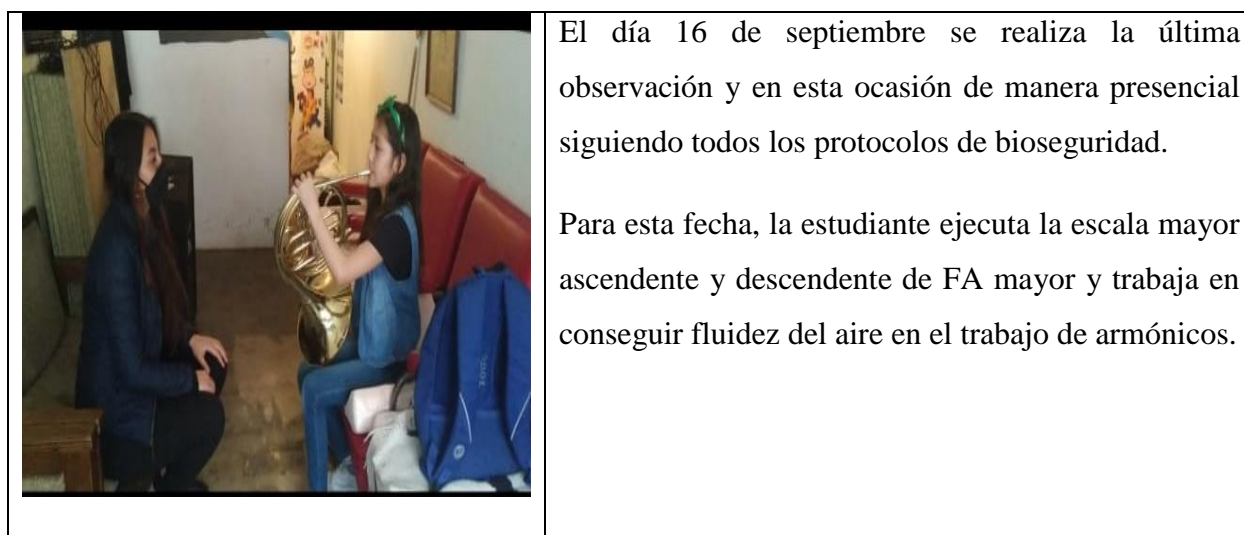 El día 16 de septiembre se realiza la última
observación y en esta ocasión de manera presencial
siguiendo todos los protocolos de bioseguridad.
Para esta fecha, la estudiante ejecuta la escala mayor
ascendente y descendente de FA mayor y trabaja en
conseguir fluidez del aire en el trabajo de armónicos.